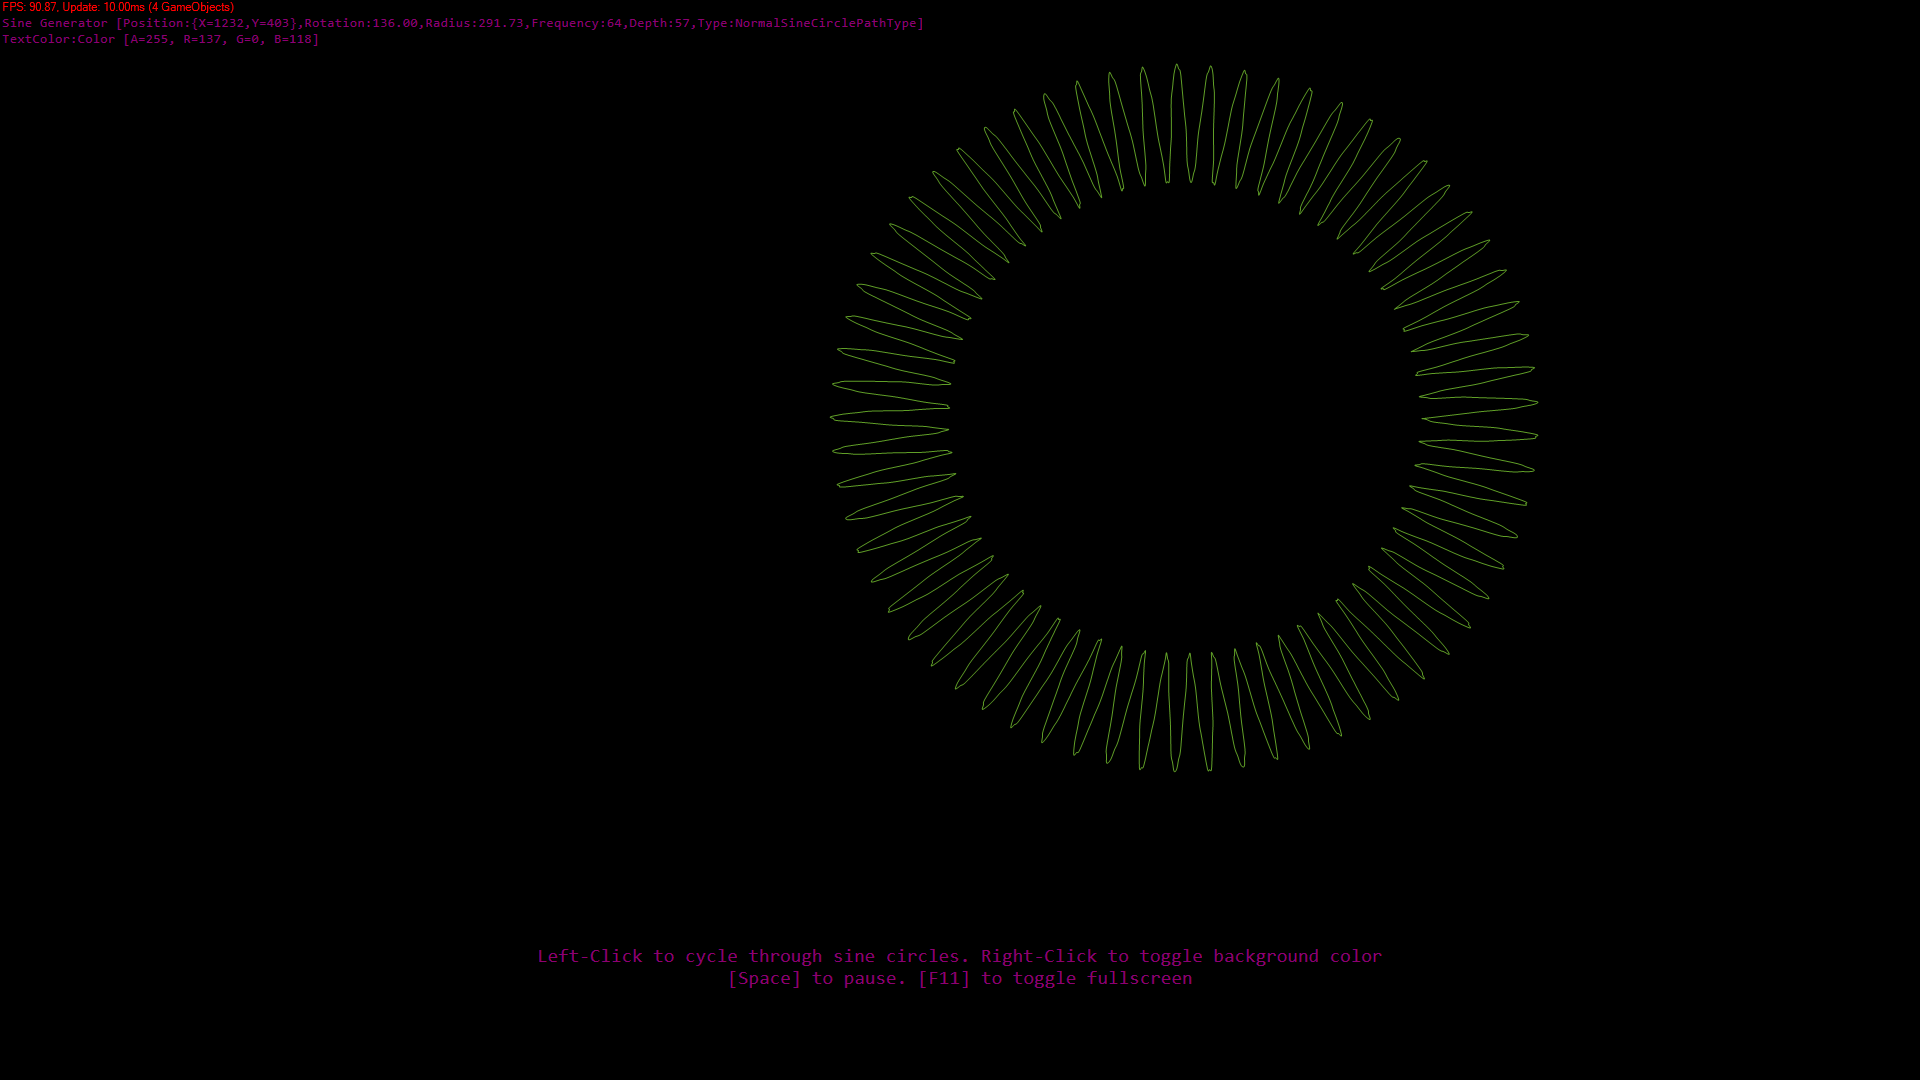 FPS: 90.87, Update: 10.00ms (4 GameObjects)
Sine Generator [Position:{X=1232,Y=403},Rotation:136.00,Radius:291.73,Frequency:64,Depth:57,Type:NormalSineCirclePathType]
TextColor:Color [A=255, R=137, G=0, B=118]
Left-Click to cycle through sine circles. Right-Click to toggle background color
[Space] to pause. [F11] to toggle fullscreen